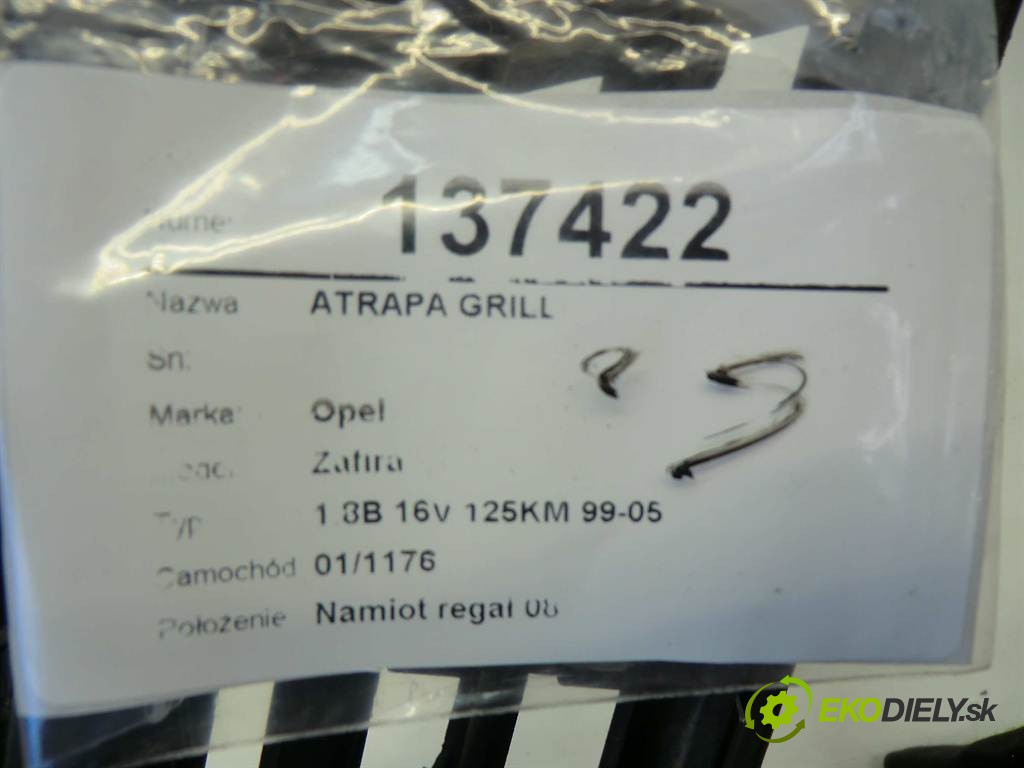 137422
Nazwa ATRAPA GRILL
Sn:
Marka: Opel
Zafira
Typ 1.8B 16v 125KM 99-05
Samochód 01/1176
Położenie Namiot regał 08
EKODIELY.sk